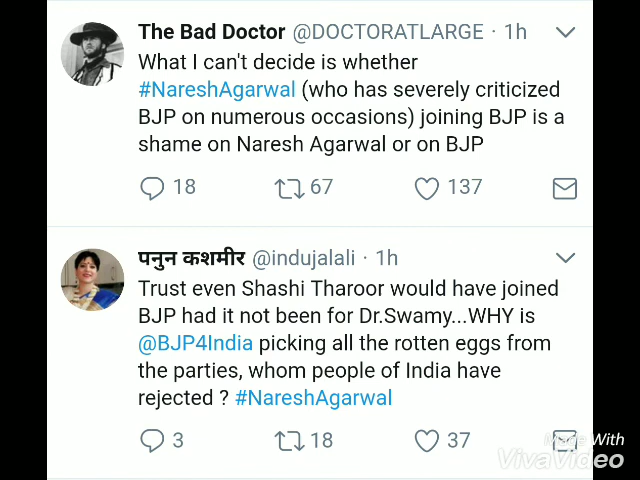 The Bad Doctor @DOCTORATLARGE · 1h
What I can't decide is whether
#NareshAgarwal (who has severely criticized
BJP on numerous occasions) joining BJP is a
shame on Naresh Agarwal or on BJP
18 67 137
पनुन कशमीर @indujalali · 1h
Trust even Shashi Tharoor would have joined
BJP had it not been for Dr.Swamy...WHY is
@BJP4India picking all the rotten eggs from
the parties, whom people of India have
rejected ? #NareshAgarwal
3 18 37
Made With
VivaVideo